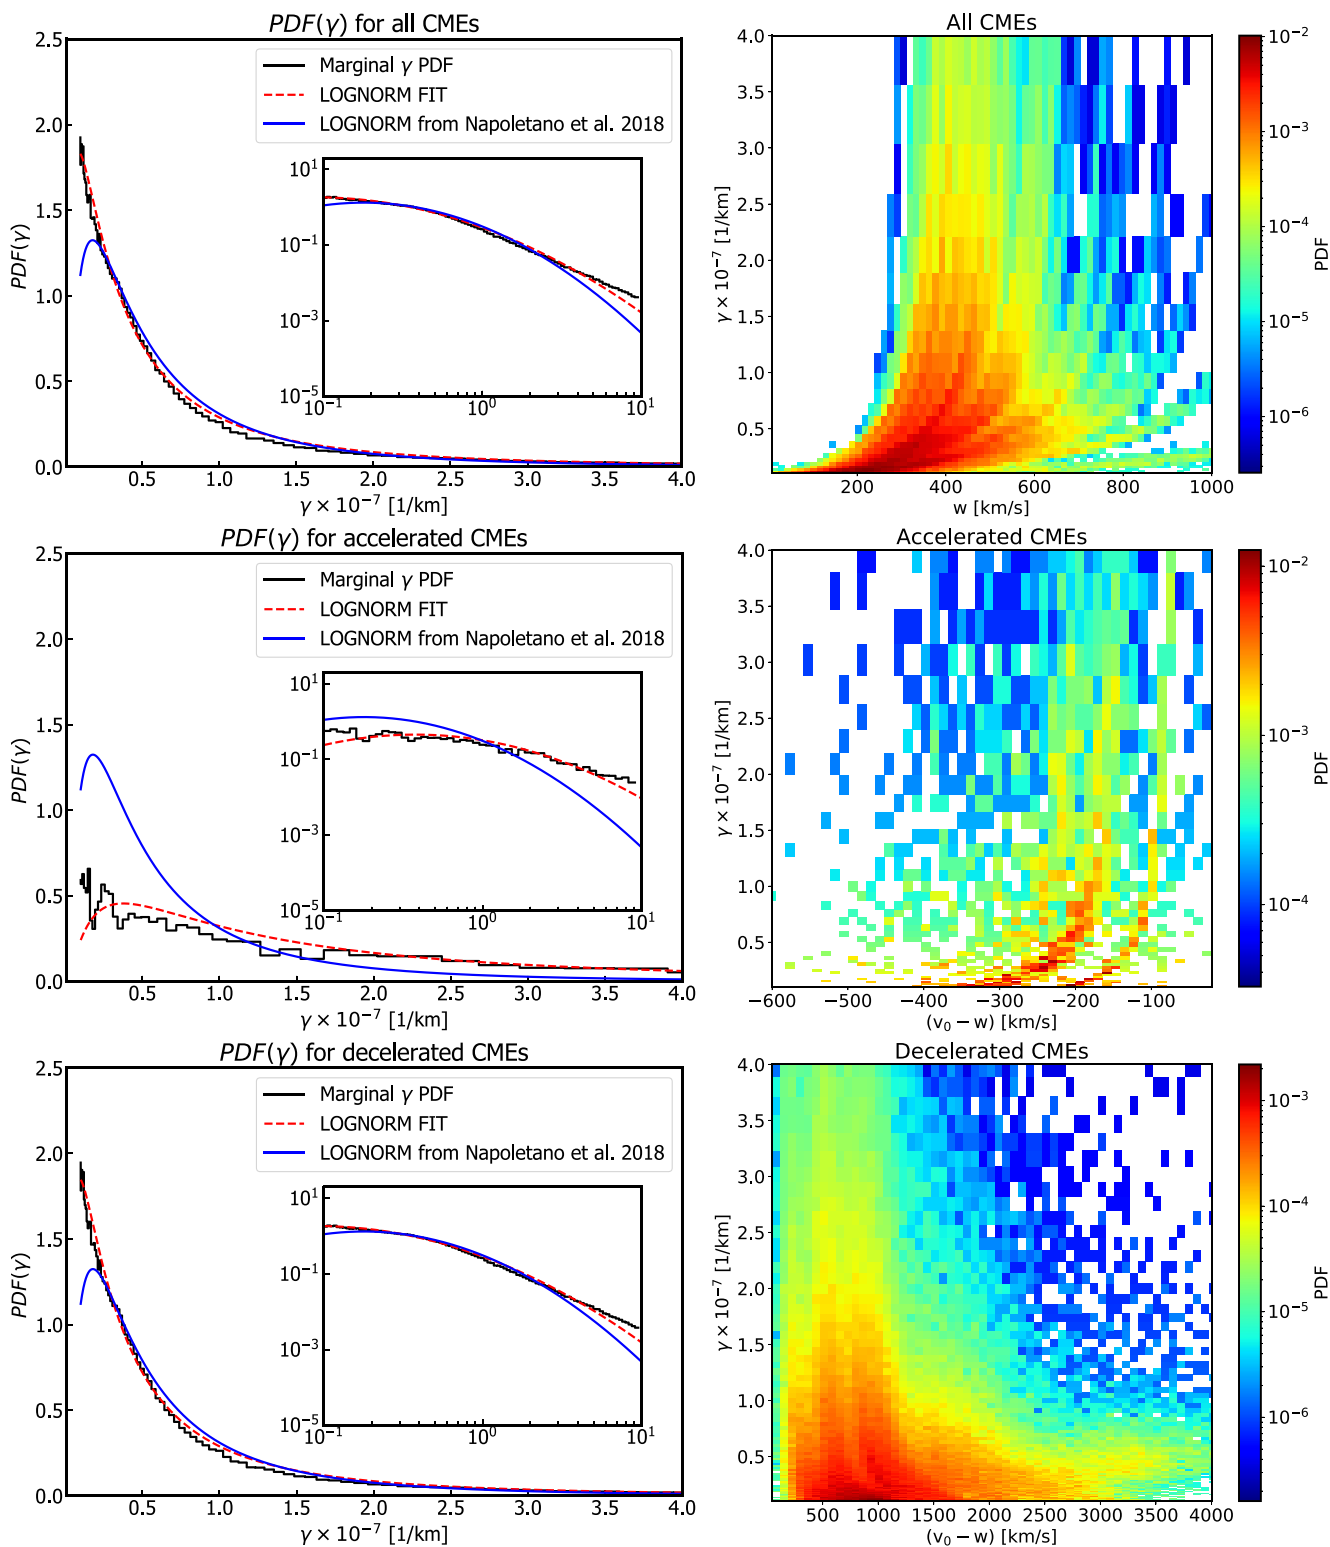 PDF(γ) for all CMEs
2.5
2.0
1.5
1.0
0.5
0.0
PDF(γ)
Marginal γ PDF
LOGNORM FIT
LOGNORM from Napoletano et al. 2018
10^1
10^-1
10^-3
10^-5
10^-1
10^0
10^1
0.5 1.0 1.5 2.0 2.5 3.0 3.5 4.0
γ × 10^-7 [1/km]
All CMEs
4.0
3.5
3.0
2.5
2.0
1.5
1.0
0.5
γ × 10^-7 [1/km]
200 400 600 800 1000
w [km/s]
10^-2
10^-3
10^-4
10^-5
10^-6
PDF
PDF(γ) for accelerated CMEs
2.5
2.0
1.5
1.0
0.5
0.0
PDF(γ)
Marginal γ PDF
LOGNORM FIT
LOGNORM from Napoletano et al. 2018
10^1
10^-1
10^-3
10^-5
10^-1
10^0
10^1
0.5 1.0 1.5 2.0 2.5 3.0 3.5 4.0
γ × 10^-7 [1/km]
Accelerated CMEs
4.0
3.5
3.0
2.5
2.0
1.5
1.0
0.5
γ × 10^-7 [1/km]
−600 −500 −400 −300 −200 −100
(v₀ − w) [km/s]
10^-2
10^-3
10^-4
PDF
PDF(γ) for decelerated CMEs
2.5
2.0
1.5
1.0
0.5
0.0
PDF(γ)
Marginal γ PDF
LOGNORM FIT
LOGNORM from Napoletano et al. 2018
10^1
10^-1
10^-3
10^-5
10^-1
10^0
10^1
0.5 1.0 1.5 2.0 2.5 3.0 3.5 4.0
γ × 10^-7 [1/km]
Decelerated CMEs
4.0
3.5
3.0
2.5
2.0
1.5
1.0
0.5
γ × 10^-7 [1/km]
500 1000 1500 2000 2500 3000 3500 4000
(v₀ − w) [km/s]
10^-3
10^-4
10^-5
10^-6
PDF